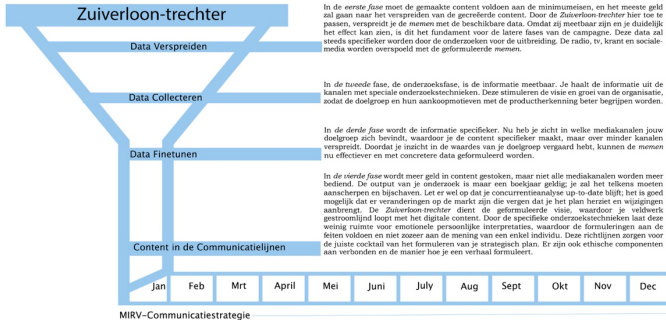 Zuiverloon-trechter
In de eerste fase moet de gemaakte content voldoen aan de minimumeisen, en het meeste geld
zal gaan naar het verspreiden van de gecreërde content. Door de Zuiverloon-trechter hier toe te
passen, verspreidt je de memen met de beschikbare data. Omdat zij meetbaar zijn en je duidelijk
het effect kan zien, is dit het fundament voor de latere fases van de campagne. Deze data zal
steeds specifieker worden door de onderzoeken voor de uitbreiding. De radio, tv, krant en sociale-
media worden overspoeld met de geformuleerde memen.
Data Verspreiden
In de tweede fase, de onderzoeksfase, is de informatie meetbaar. Je haalt de informatie uit de
kanalen met speciale onderzoekstechnieken. Deze stimuleren de visie en groei van de organisatie,
zodat de doelgroep en hun aankoopmotieven met de productherkenning beter begrijpen worden.
Data Collecteren
In de derde fase wordt de informatie specifieker. Nu heb je zicht in welke mediakanalen jouw
doelgroep zich bevindt, waardoor je de content specifieker maakt, maar over minder kanalen
verspreidt. Doordat je inzicht in de waardes van je doelgroep vergaard hebt, kunnen de memen
nu effectiever en met concretere data geformuleerd worden.
Data Finetunen
In de vierde fase wordt meer geld in content gestoken, maar niet alle mediakanalen worden meer
bediend. De output van je onderzoek is maar een boekjaar geldig; je zal het telkens moeten
aanscherpen en bijschaven. Let er wel op dat je concurrentieanalyse up-to-date blijft; het is goed
mogelijk dat er veranderingen op de markt zijn die vergen dat je het plan herziet en wijzigingen
aanbrengt. De Zuiverloon-trechter dient de geformuleerde visie, waardoor je veldwerk
gestroomlijnd loopt met het digitale content. Door de specifieke onderzoekstechnieken laat deze
weinig ruimte voor emotionele persoonlijke interpretaties, waardoor de formuleringen aan de
feiten voldoen en niet zozeer aan de mening van een enkel individu. Deze richtlijnen zorgen voor
de juiste cocktail van het formuleren van je strategisch plan. Er zijn ook ethische componenten
aan verbonden en de manier hoe je een verhaal formuleert.
Content in de Communicatielijnen
Jan Feb Mrt April Mei Juni July Aug Sept Okt Nov Dec
MIRV-Communicatiestrategie